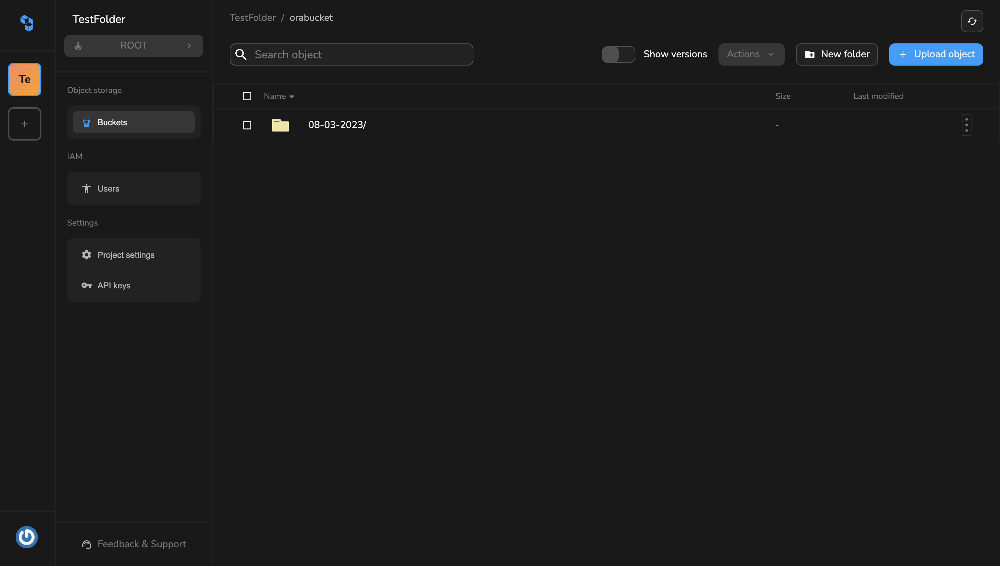 TestFolder
ROOT
Te
+
Object storage
Buckets
IAM
Users
Settings
Project settings
API keys
Feedback & Support
TestFolder / orabucket
Search object
Show versions
Actions
New folder
+ Upload object
Name Size Last modified
08-03-2023/ -